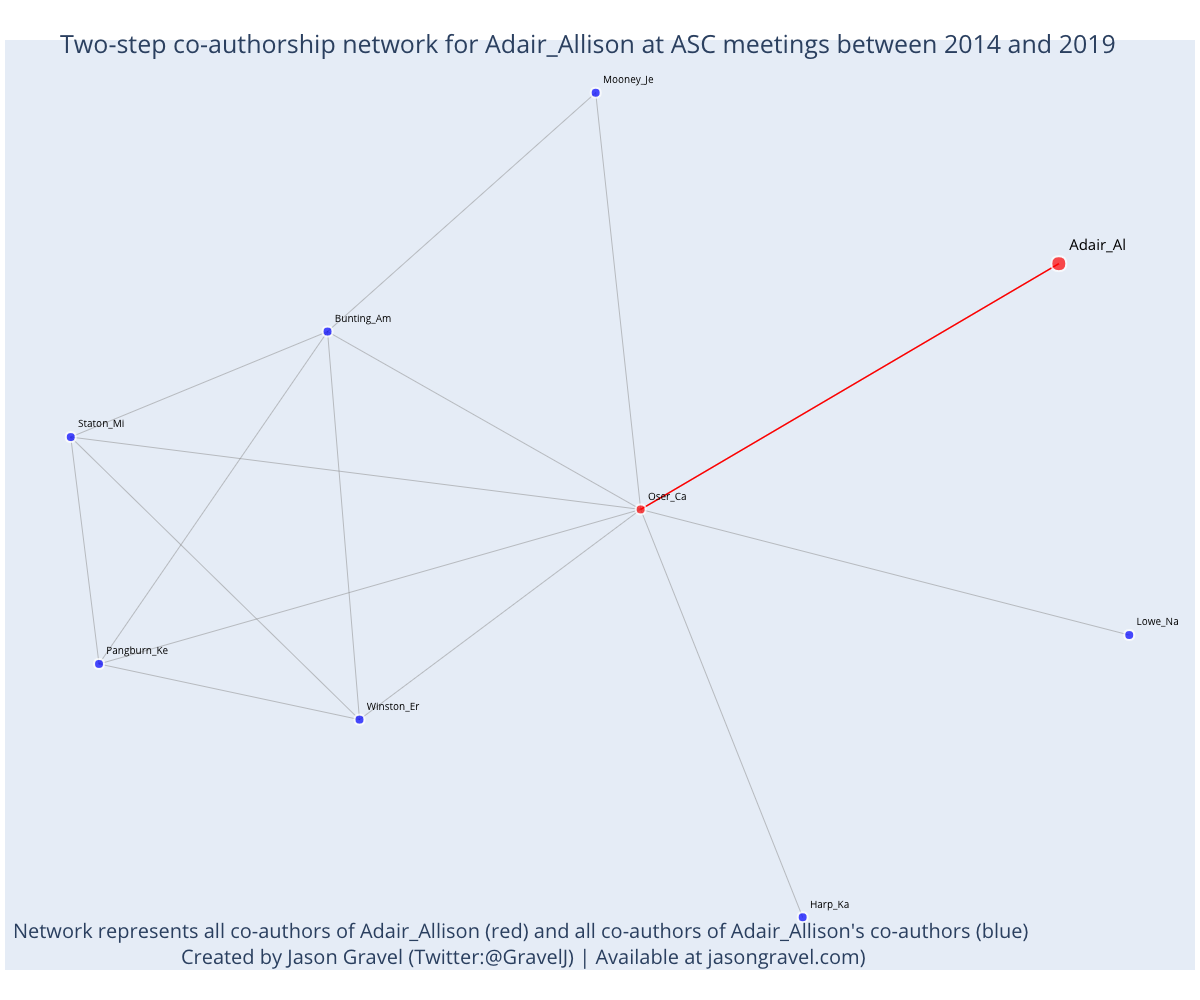 Two-step co-authorship network for Adair_Allison at ASC meetings between 2014 and 2019
Mooney_Je
Adair_Al
Bunting_Am
Staton_Mi
Oser_Ca
Lowe_Na
Pangburn_Ke
Winston_Er
Harp_Ka
Network represents all co-authors of Adair_Allison (red) and all co-authors of Adair_Allison's co-authors (blue)
Created by Jason Gravel (Twitter:@GravelJ) | Available at jasongravel.com)